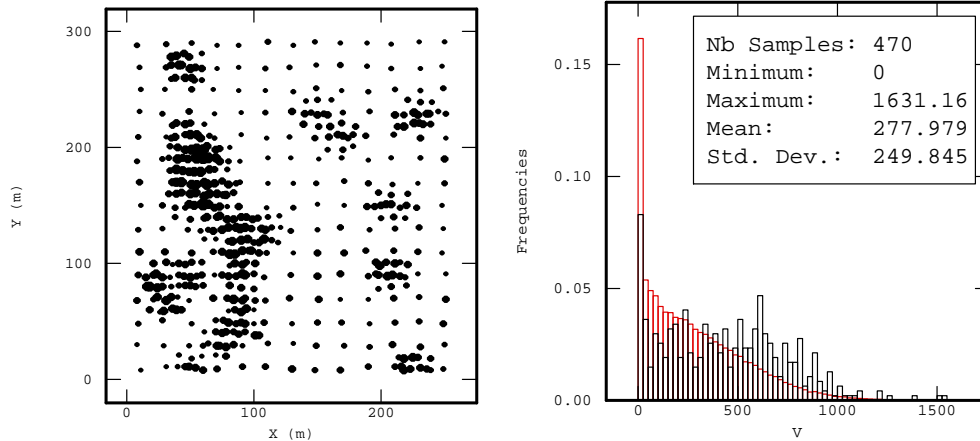 300
200
100
0
Y (m)
0 100 200
X (m)
0.15
0.10
0.05
0.00
Frequencies
0 500 1000 1500
V
Nb Samples: 470
Minimum: 0
Maximum: 1631.16
Mean: 277.979
Std. Dev.: 249.845